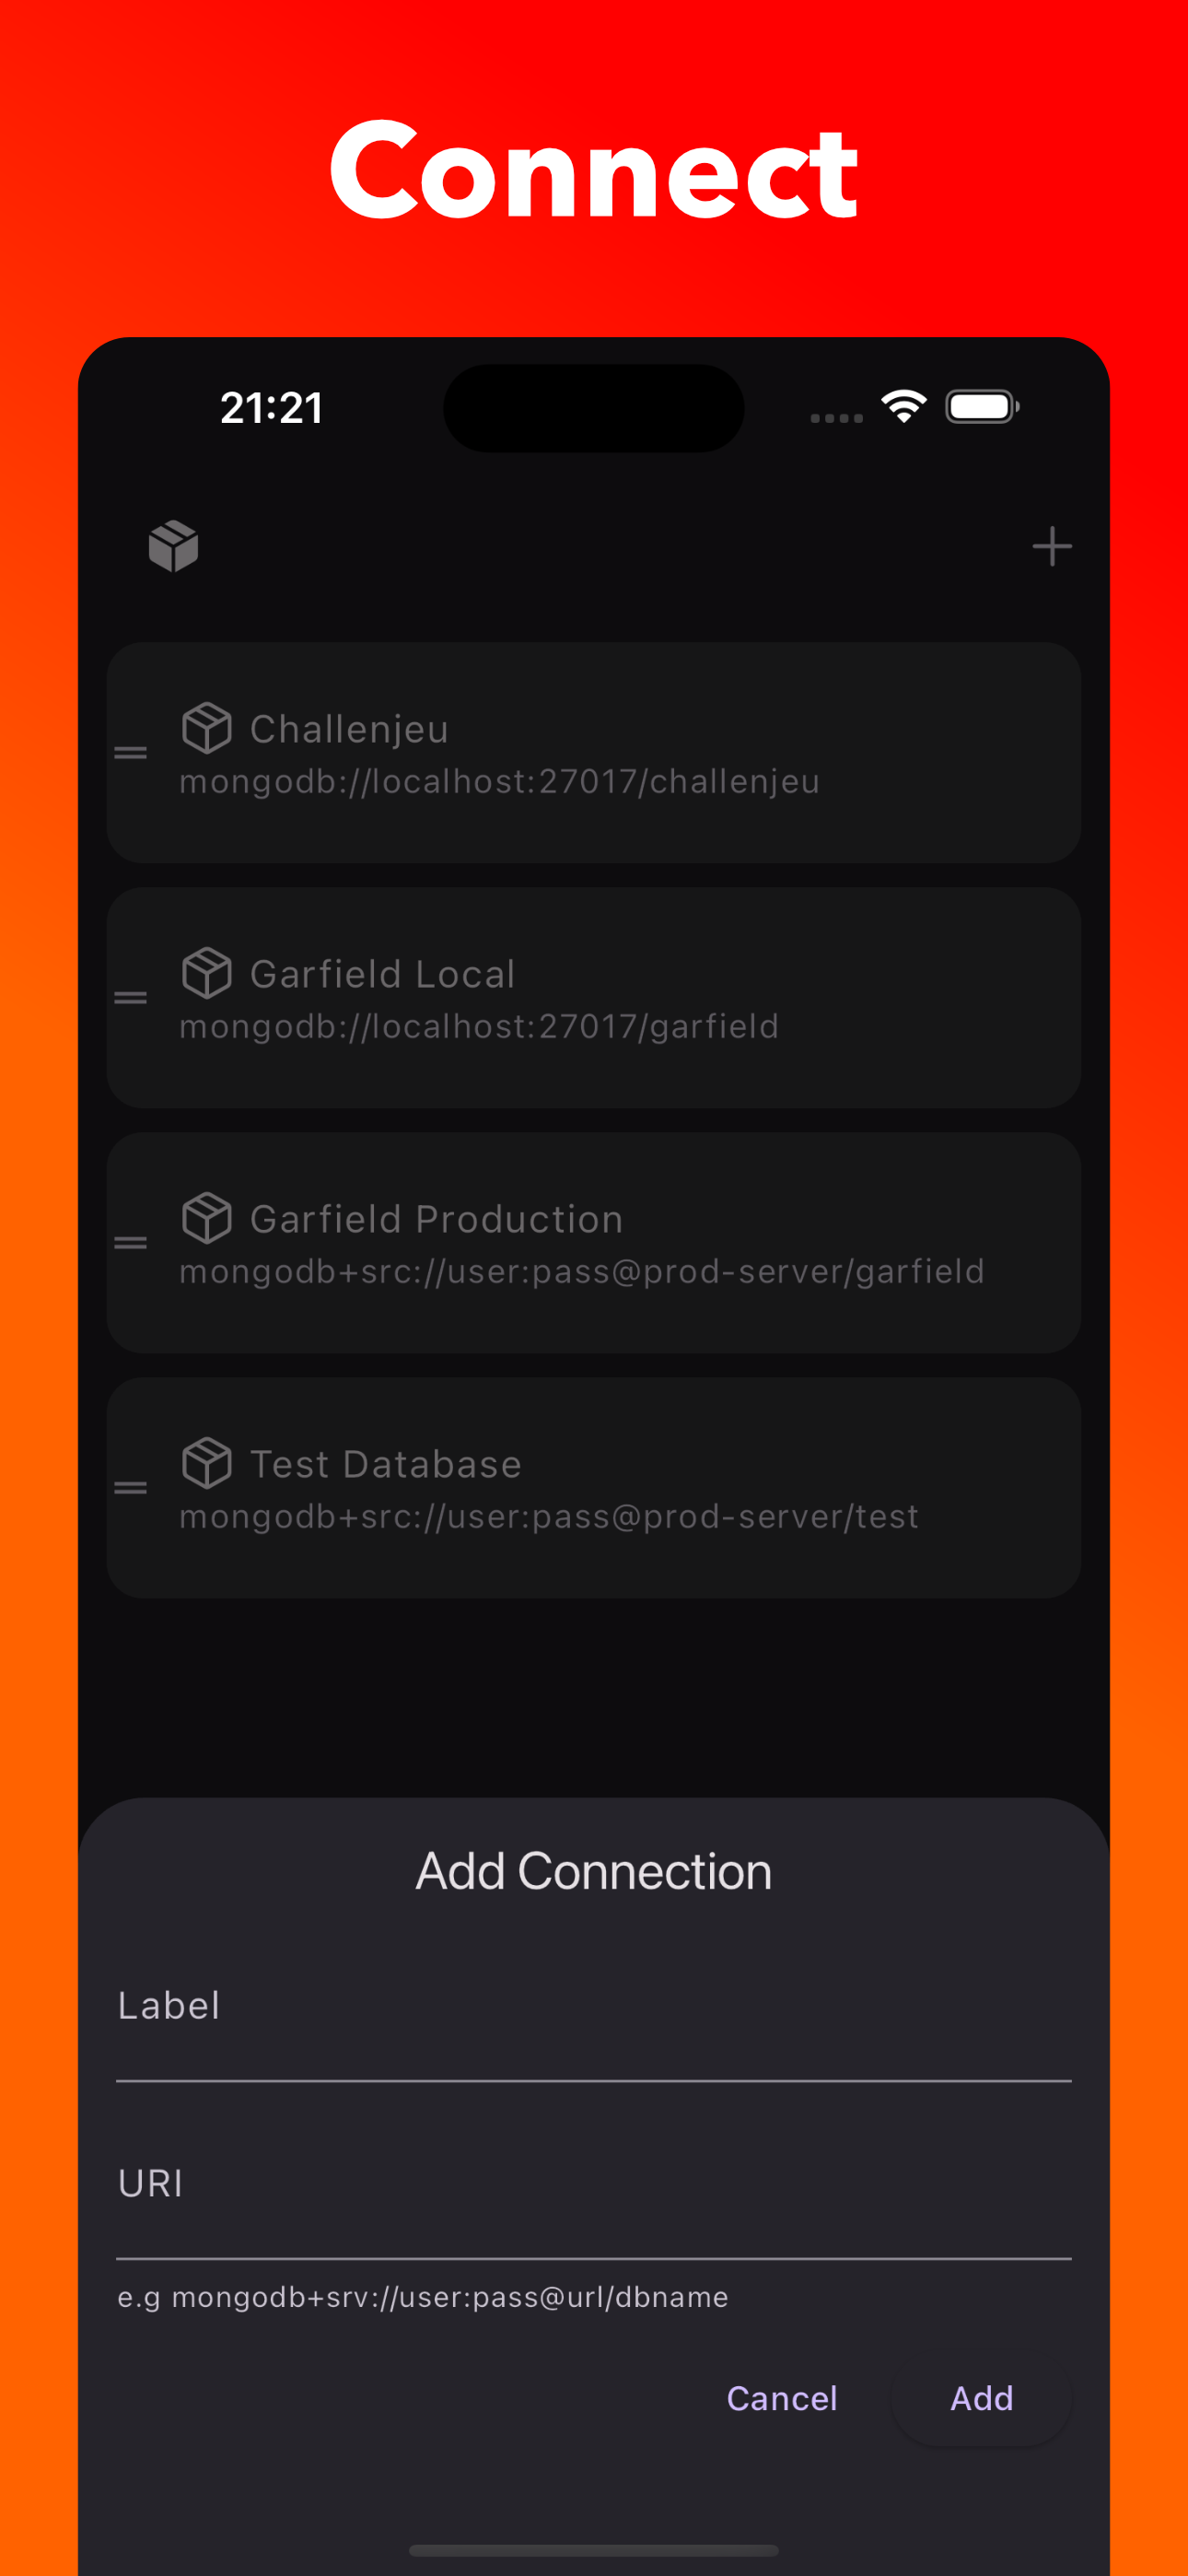 Connect
21:21
Challenjeu
mongodb://localhost:27017/challenjeu
Garfield Local
mongodb://localhost:27017/garfield
Garfield Production
mongodb+src://user:pass@prod-server/garfield
Test Database
mongodb+src://user:pass@prod-server/test
Add Connection
Label
URI
e.g mongodb+srv://user:pass@url/dbname
Cancel Add